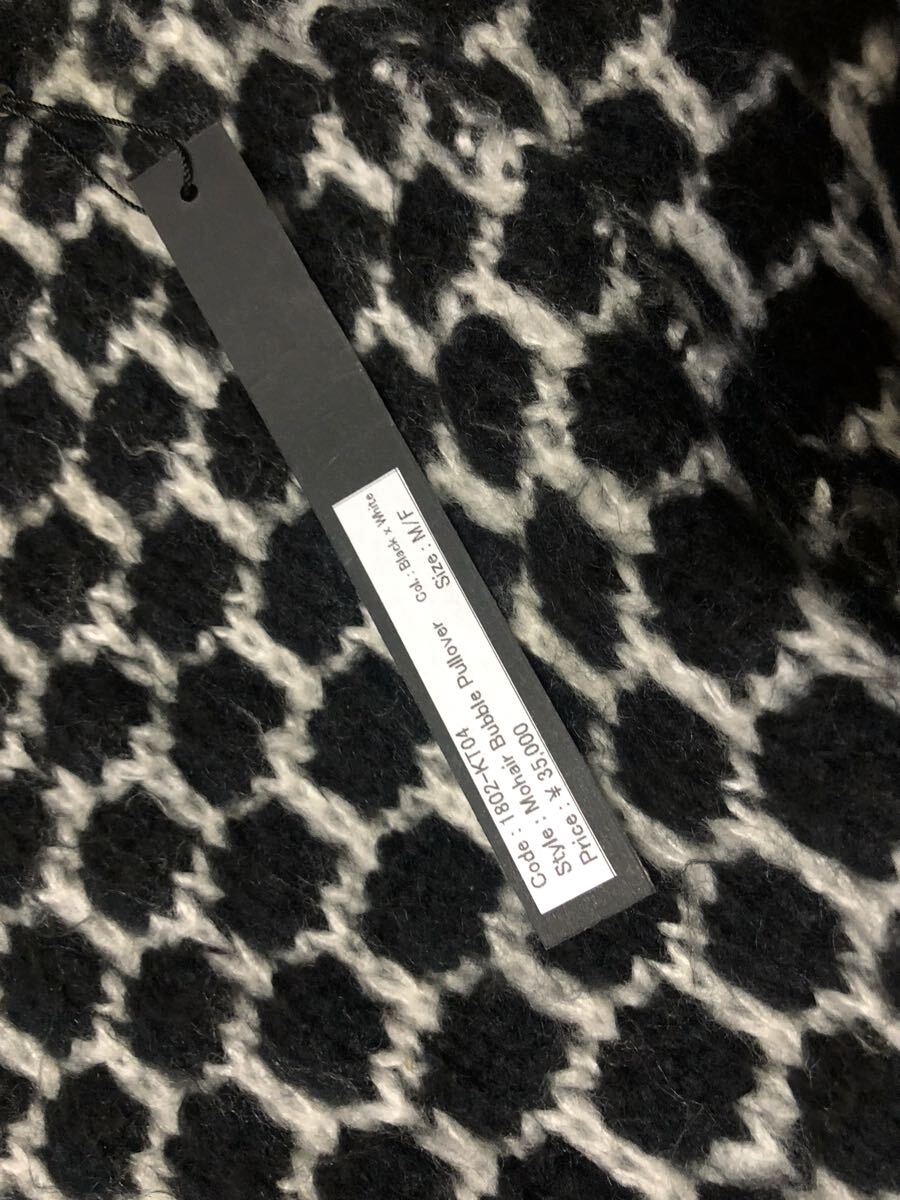 Code : 1802-KT04
Style : Mohair Bubble Pullover Col. : Black x White
Price : ¥ 35,000 Size : M/F